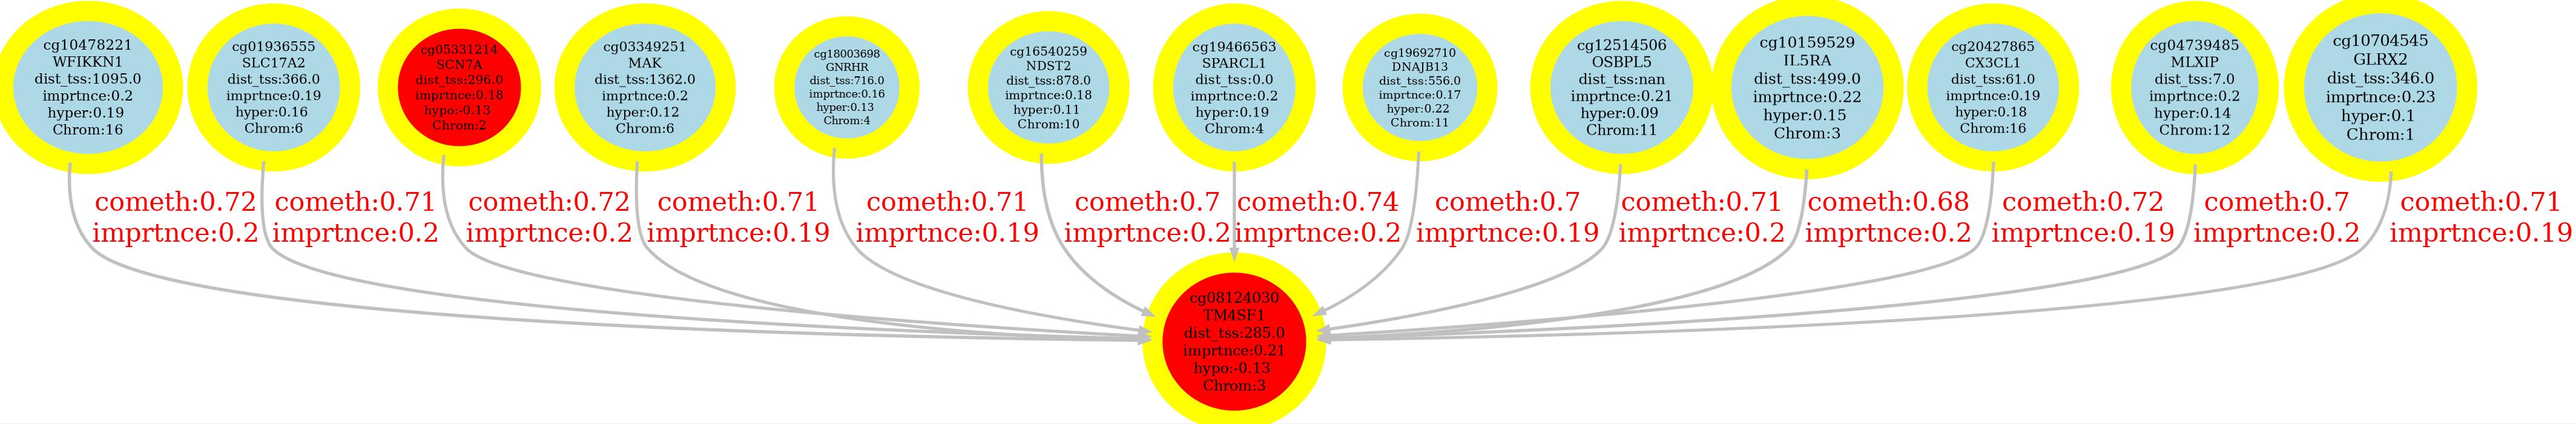 cg10478221
WFIKKN1
dist_tss:1095.0
imprtnce:0.2
hyper:0.19
Chrom:16
cg01936555
SLC17A2
dist_tss:366.0
imprtnce:0.19
hyper:0.16
Chrom:6
cg05331214
SCN7A
dist_tss:296.0
imprtnce:0.18
hypo:-0.13
Chrom:2
cg03349251
MAK
dist_tss:1362.0
imprtnce:0.2
hyper:0.12
Chrom:6
cg18003698
GNRHR
dist_tss:716.0
imprtnce:0.16
hyper:0.13
Chrom:4
cg16540259
NDST2
dist_tss:878.0
imprtnce:0.18
hyper:0.11
Chrom:10
cg19466563
SPARCL1
dist_tss:0.0
imprtnce:0.2
hyper:0.19
Chrom:4
cg19692710
DNAJB13
dist_tss:556.0
imprtnce:0.17
hyper:0.22
Chrom:11
cg12514506
OSBPL5
dist_tss:nan
imprtnce:0.21
hyper:0.09
Chrom:11
cg10159529
IL5RA
dist_tss:499.0
imprtnce:0.22
hyper:0.15
Chrom:3
cg20427865
CX3CL1
dist_tss:61.0
imprtnce:0.19
hyper:0.18
Chrom:16
cg04739485
MLXIP
dist_tss:7.0
imprtnce:0.2
hyper:0.14
Chrom:12
cg10704545
GLRX2
dist_tss:346.0
imprtnce:0.23
hyper:0.1
Chrom:1
cometh:0.72
imprtnce:0.2
cometh:0.71
imprtnce:0.2
cometh:0.72
imprtnce:0.2
cometh:0.71
imprtnce:0.19
cometh:0.71
imprtnce:0.19
cometh:0.7
imprtnce:0.2
cometh:0.74
imprtnce:0.2
cometh:0.7
imprtnce:0.19
cometh:0.71
imprtnce:0.2
cometh:0.68
imprtnce:0.2
cometh:0.72
imprtnce:0.19
cometh:0.7
imprtnce:0.2
cometh:0.71
imprtnce:0.19
cg08124030
TM4SF1
dist_tss:285.0
imprtnce:0.21
hypo:-0.13
Chrom:3